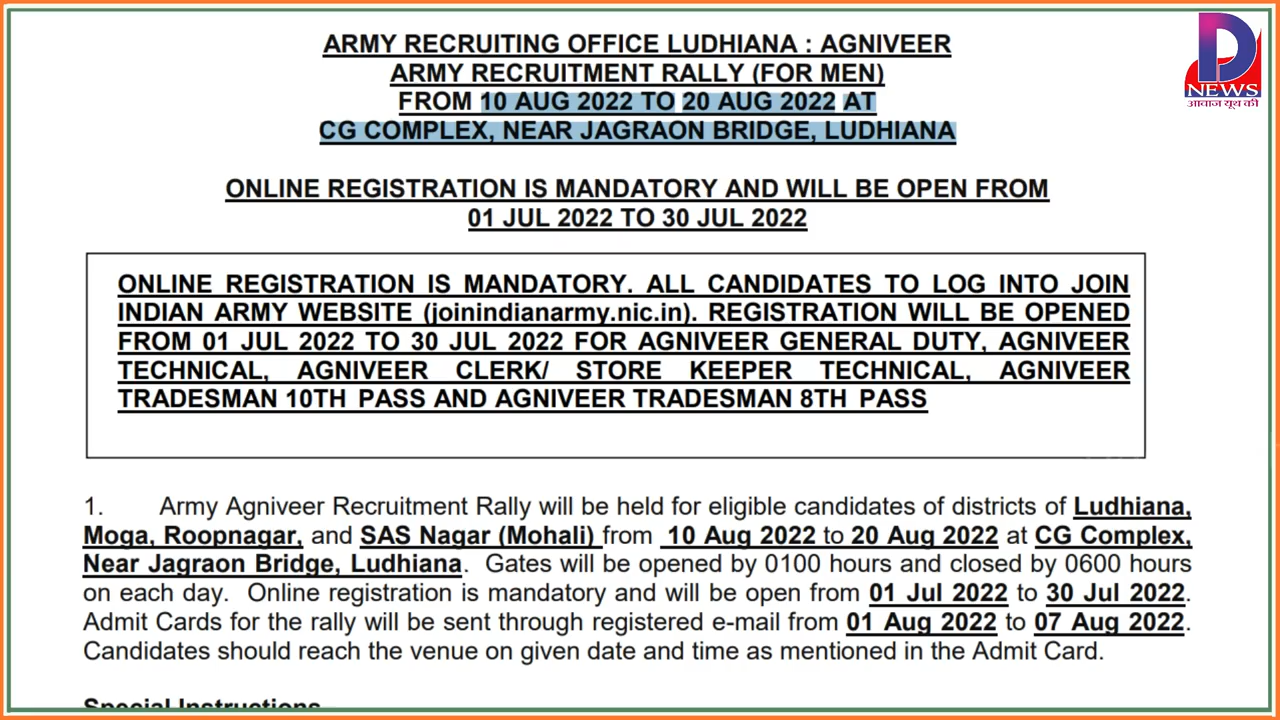 ARMY RECRUITING OFFICE LUDHIANA : AGNIVEER
ARMY RECRUITMENT RALLY (FOR MEN)
FROM 10 AUG 2022 TO 20 AUG 2022 AT
CG COMPLEX, NEAR JAGRAON BRIDGE, LUDHIANA
D
NEWS
आवाज यूथ की
ONLINE REGISTRATION IS MANDATORY AND WILL BE OPEN FROM
01 JUL 2022 TO 30 JUL 2022
ONLINE REGISTRATION IS MANDATORY. ALL CANDIDATES TO LOG INTO JOIN
INDIAN ARMY WEBSITE (joinindianarmy.nic.in). REGISTRATION WILL BE OPENED
FROM 01 JUL 2022 TO 30 JUL 2022 FOR AGNIVEER GENERAL DUTY, AGNIVEER
TECHNICAL, AGNIVEER CLERK/ STORE KEEPER TECHNICAL, AGNIVEER
TRADESMAN 10TH PASS AND AGNIVEER TRADESMAN 8TH PASS
1. Army Agniveer Recruitment Rally will be held for eligible candidates of districts of Ludhiana,
Moga, Roopnagar, and SAS Nagar (Mohali) from 10 Aug 2022 to 20 Aug 2022 at CG Complex,
Near Jagraon Bridge, Ludhiana. Gates will be opened by 0100 hours and closed by 0600 hours
on each day. Online registration is mandatory and will be open from 01 Jul 2022 to 30 Jul 2022.
Admit Cards for the rally will be sent through registered e-mail from 01 Aug 2022 to 07 Aug 2022.
Candidates should reach the venue on given date and time as mentioned in the Admit Card.
Special Instructions